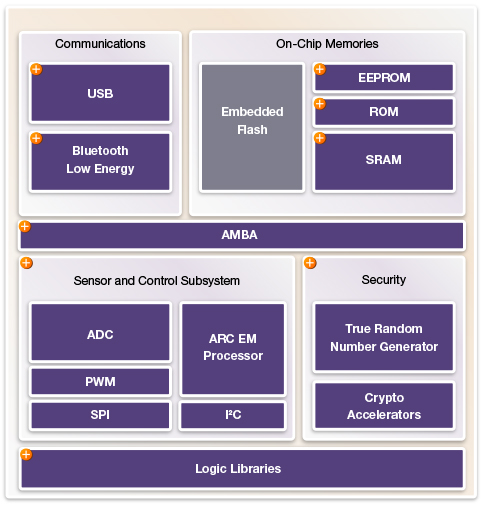 Communications
USB
Bluetooth
Low Energy
On-Chip Memories
Embedded
Flash
EEPROM
ROM
SRAM
AMBA
Sensor and Control Subsystem
ADC
PWM
SPI
ARC EM
Processor
I²C
Security
True Random
Number Generator
Crypto
Accelerators
Logic Libraries